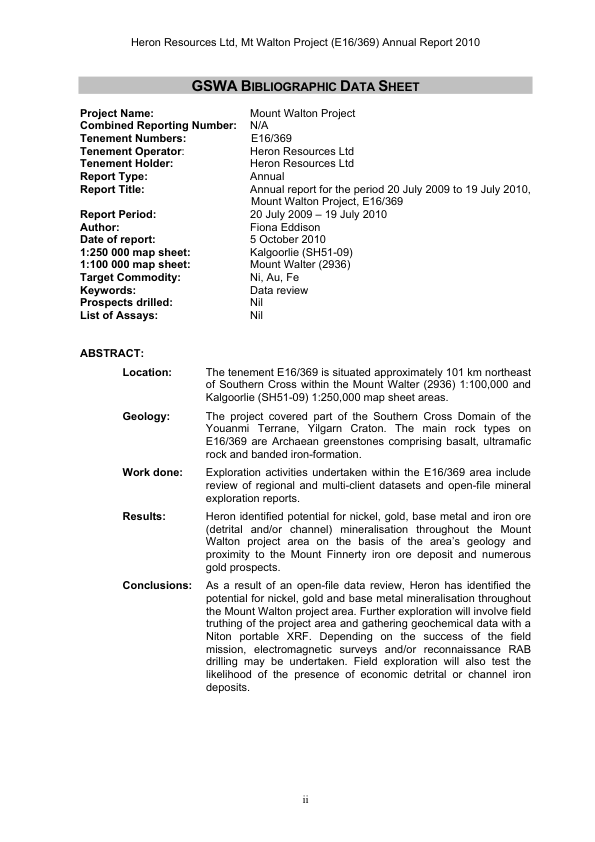 Heron Resources Ltd, Mt Walton Project (E16/369) Annual Report 2010
GSWA BIBLIOGRAPHIC DATA SHEET
Project Name: Mount Walton Project
Combined Reporting Number: N/A
Tenement Numbers: E16/369
Tenement Operator: Heron Resources Ltd
Tenement Holder: Heron Resources Ltd
Report Type: Annual
Report Title: Annual report for the period 20 July 2009 to 19 July 2010,
Mount Walton Project, E16/369
Report Period: 20 July 2009 – 19 July 2010
Author: Fiona Eddison
Date of report: 5 October 2010
1:250 000 map sheet: Kalgoorlie (SH51-09)
1:100 000 map sheet: Mount Walter (2936)
Target Commodity: Ni, Au, Fe
Keywords: Data review
Prospects drilled: Nil
List of Assays: Nil
ABSTRACT:
Location: The tenement E16/369 is situated approximately 101 km northeast
of Southern Cross within the Mount Walter (2936) 1:100,000 and
Kalgoorlie (SH51-09) 1:250,000 map sheet areas.
Geology: The project covered part of the Southern Cross Domain of the
Youanmi Terrane, Yilgarn Craton. The main rock types on
E16/369 are Archaean greenstones comprising basalt, ultramafic
rock and banded iron-formation.
Work done: Exploration activities undertaken within the E16/369 area include
review of regional and multi-client datasets and open-file mineral
exploration reports.
Results: Heron identified potential for nickel, gold, base metal and iron ore
(detrital and/or channel) mineralisation throughout the Mount
Walton project area on the basis of the area's geology and
proximity to the Mount Finnerty iron ore deposit and numerous
gold prospects.
Conclusions: As a result of an open-file data review, Heron has identified the
potential for nickel, gold and base metal mineralisation throughout
the Mount Walton project area. Further exploration will involve field
truthing of the project area and gathering geochemical data with a
Niton portable XRF. Depending on the success of the field
mission, electromagnetic surveys and/or reconnaissance RAB
drilling may be undertaken. Field exploration will also test the
likelihood of the presence of economic detrital or channel iron
deposits.
ii